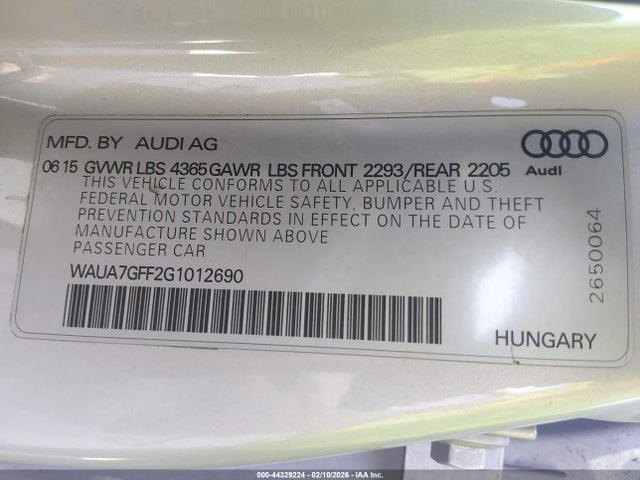 MFD. BY AUDI AG
06 15 GVWR LBS 4365 GAWR LBS FRONT 2293/REAR 2205
Audi
THIS VEHICLE CONFORMS TO ALL APPLICABLE U.S.
FEDERAL MOTOR VEHICLE SAFETY, BUMPER AND THEFT
PREVENTION STANDARDS IN EFFECT ON THE DATE OF
MANUFACTURE SHOWN ABOVE
PASSENGER CAR
WAUA7GFF2G1012690
2650064
HUNGARY
000-44329224 | 02/10/2026 - IAA Inc.